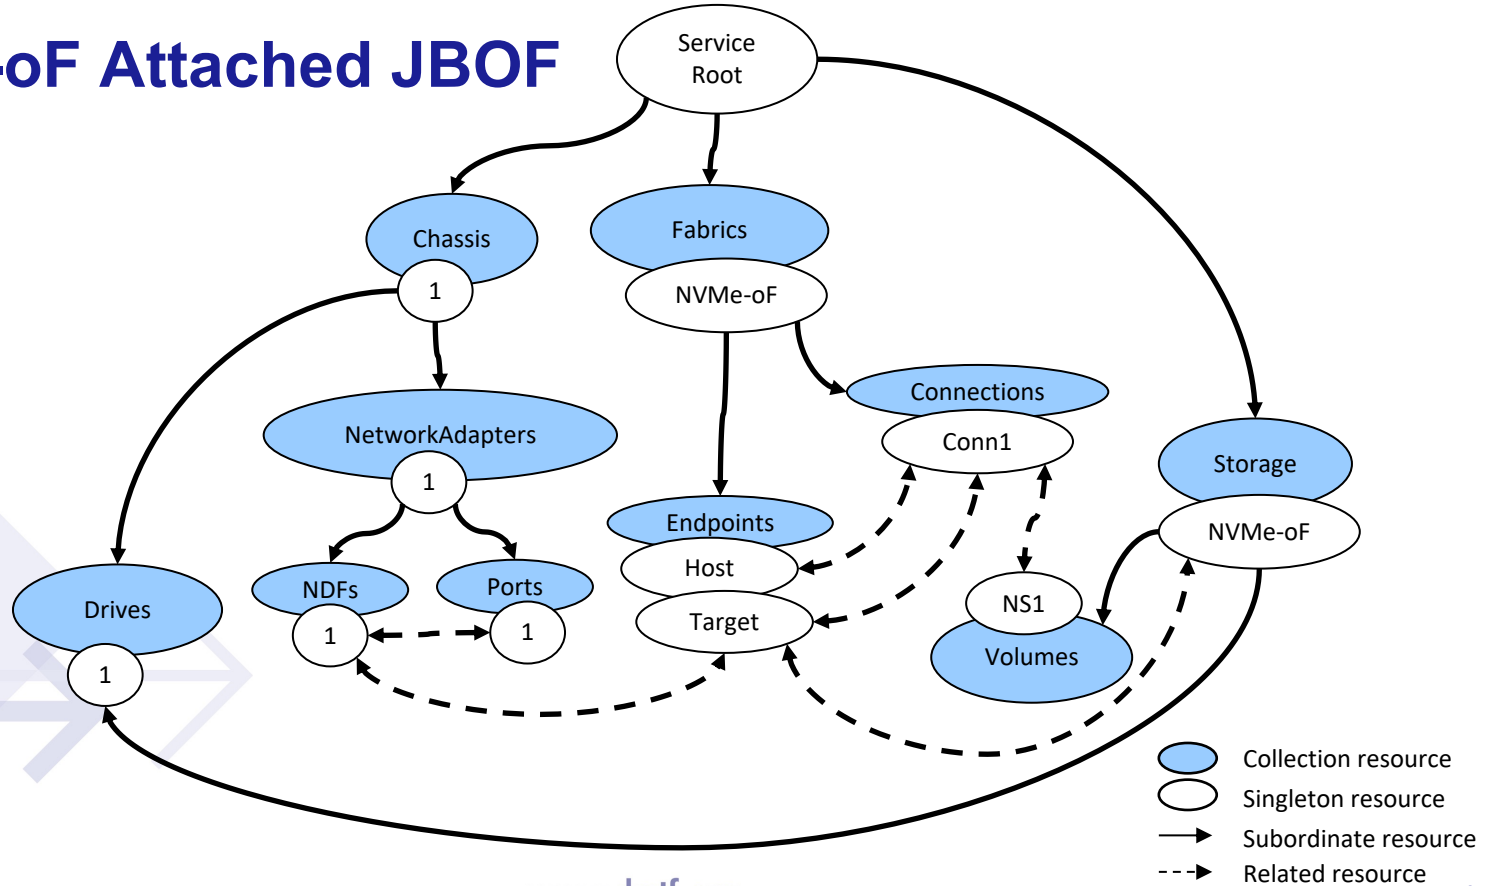 -oF Attached JBOF
Service
Root
Chassis
1
Fabrics
NVMe-oF
NetworkAdapters
1
Connections
Conn1
Storage
NVMe-oF
Endpoints
Host
Target
NDFs
1
Ports
1
Drives
1
NS1
Volumes
Collection resource
Singleton resource
Subordinate resource
Related resource